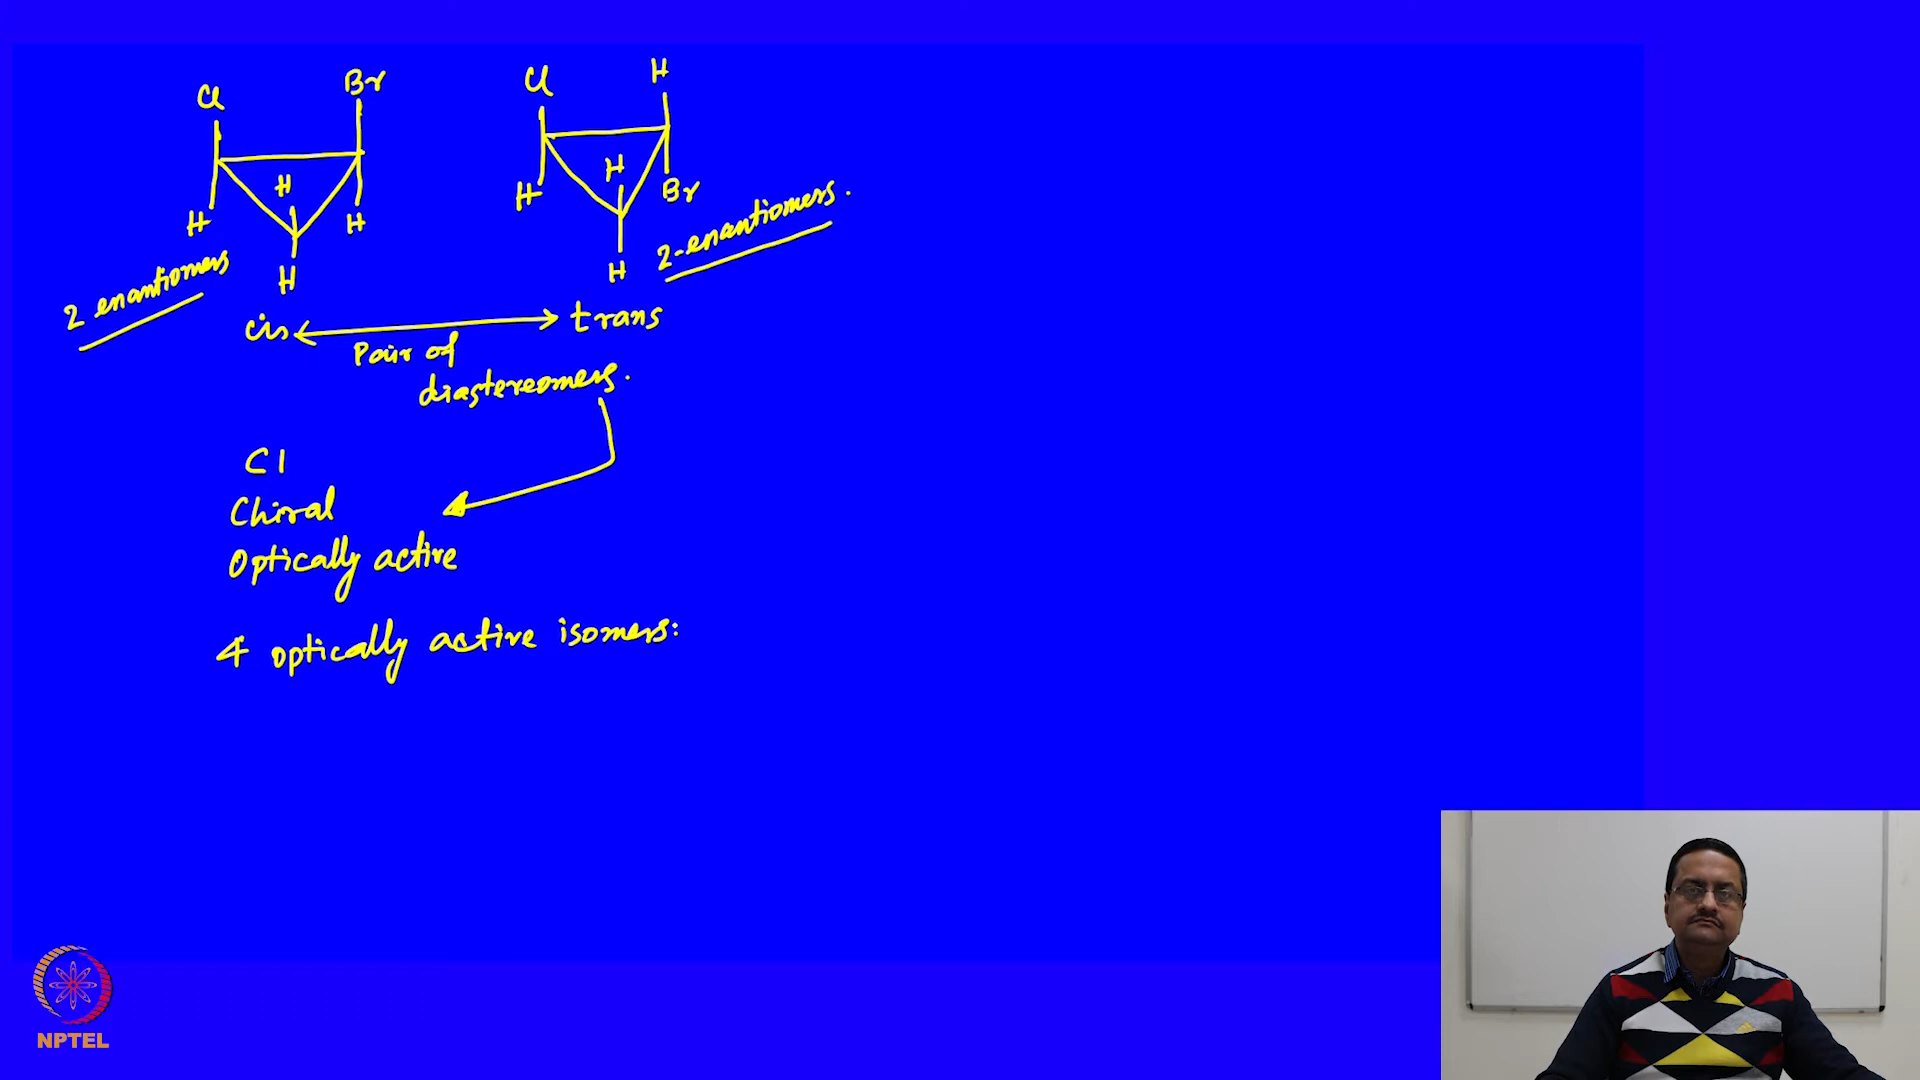 Cl Br
H H
H
H
2 enantiomers
cis
Cl H
H
H Br
H
2-enantiomers.
trans
Pair of
diastereomers.
C1
Chiral
Optically active
4 optically active isomers:
NPTEL